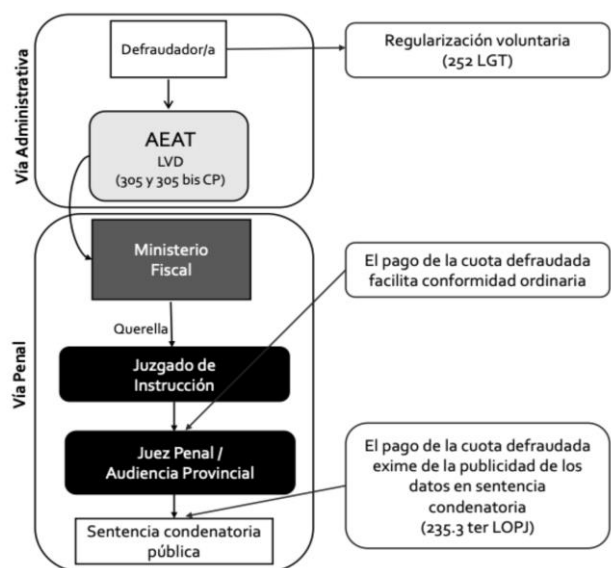 Vía Administrativa
Defraudador/a
Regularización voluntaria
(252 LGT)
AEAT
LVD
(305 y 305 bis CP)
Vía Penal
Ministerio
Fiscal
El pago de la cuota defraudada
facilita conformidad ordinaria
Querella
Juzgado de
Instrucción
Juez Penal /
Audiencia Provincial
El pago de la cuota defraudada
exime de la publicidad de los
datos en sentencia
condenatoria
(235.3 ter LOPJ)
Sentencia condenatoria
pública